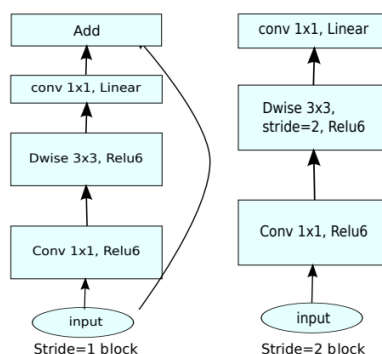 Add
conv 1x1, Linear
Dwise 3x3, Relu6
Conv 1x1, Relu6
input
Stride=1 block
conv 1x1, Linear
Dwise 3x3,
stride=2, Relu6
Conv 1x1, Relu6
input
Stride=2 block